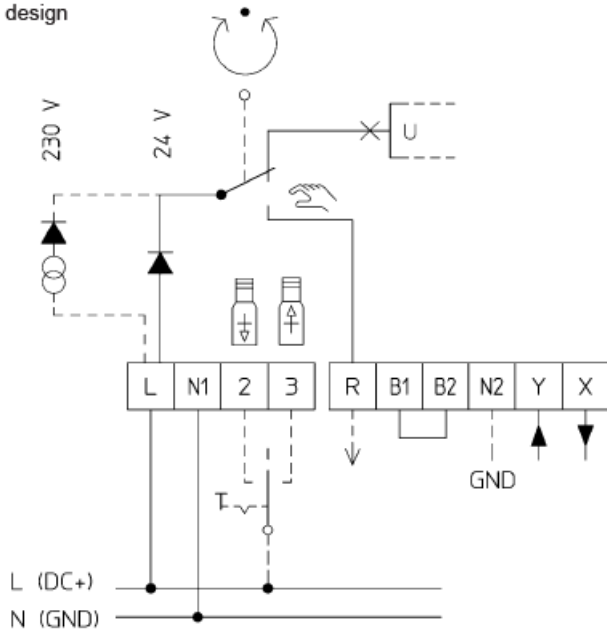 design
230 V
24 V
U
L N1 2 3 R B1 B2 N2 Y X
GND
L (DC+)
N (GND)